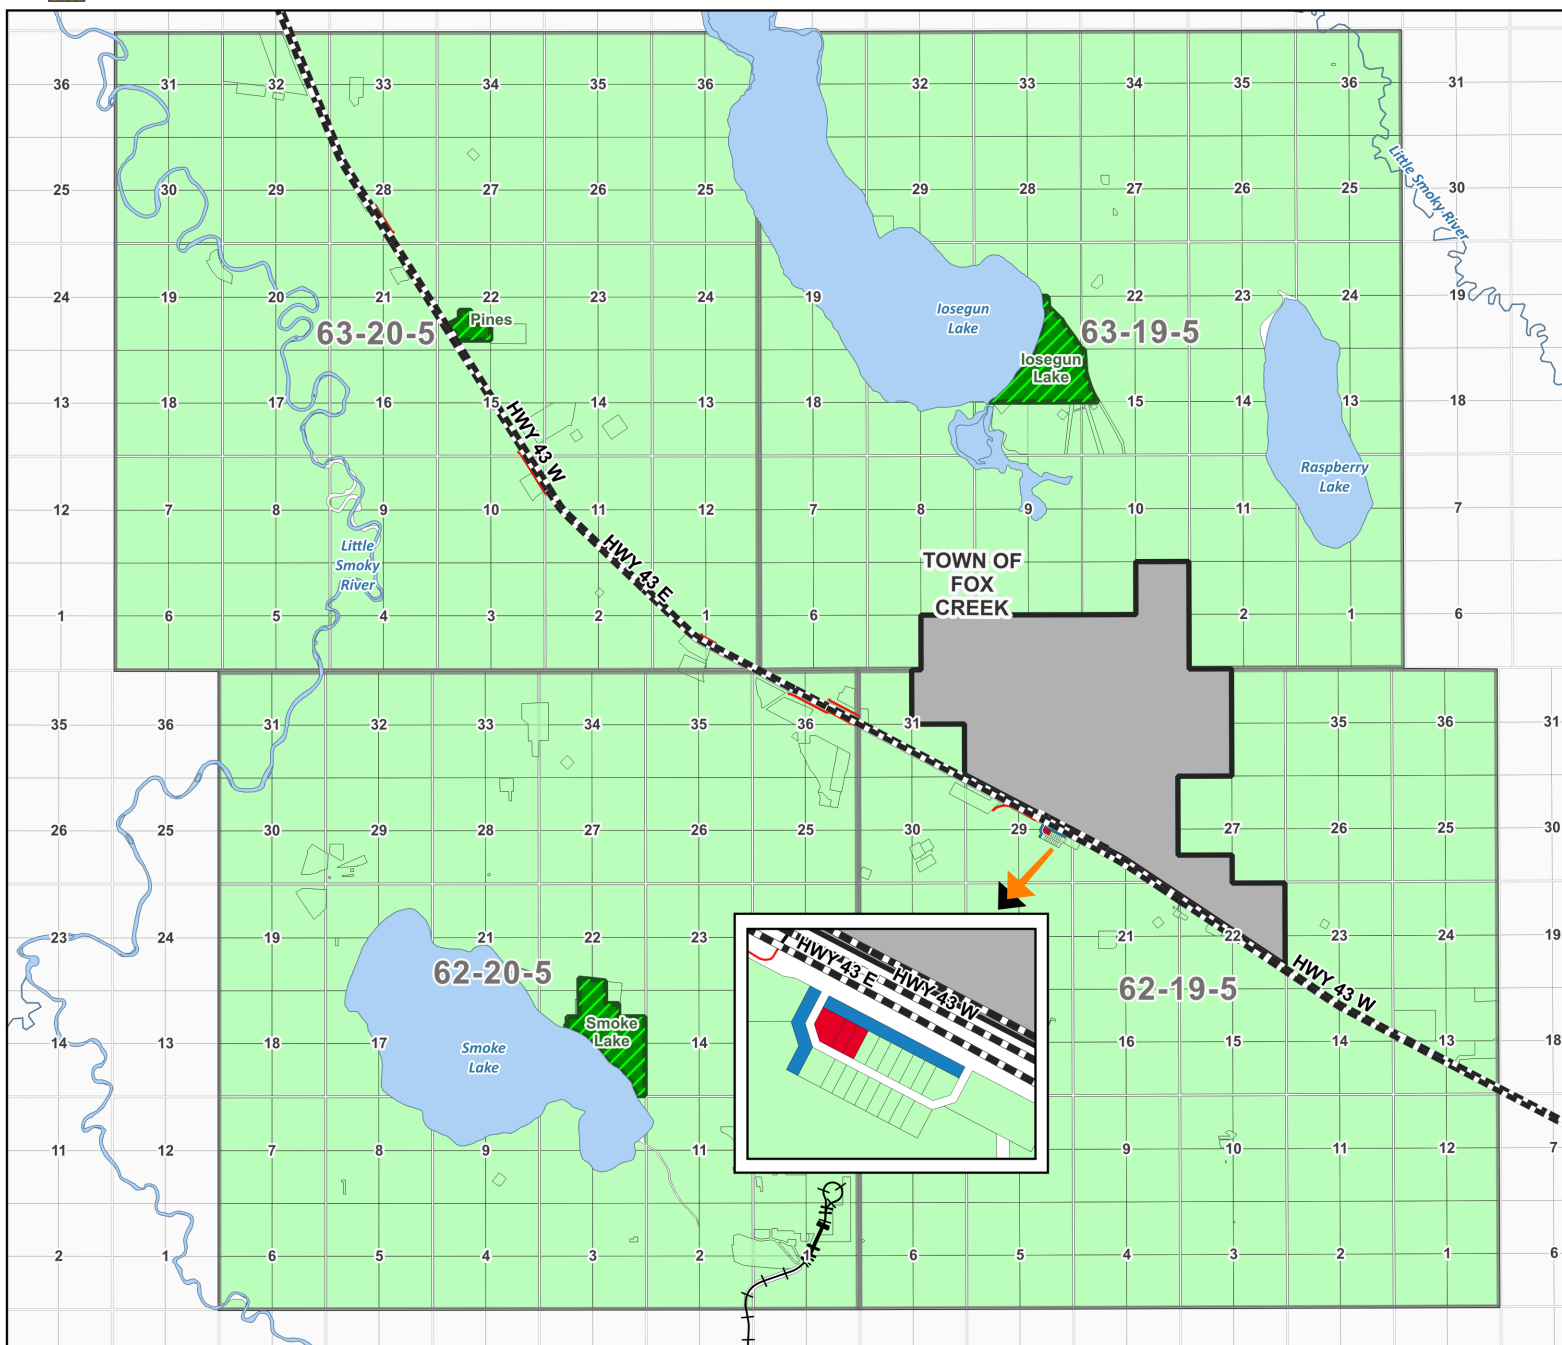 36 31 32 33 34 35 36 32 33 34 35 36 31
Little Smoky River
25 30 29 28 27 26 25 29 28 27 26 25 30
24 19 20 21 22 23 24 19 22 23 24 19
Iosegun
Lake
Pines
63-20-5
63-19-5
Iosegun
Lake
13 18 17 16 15 14 13 18 15 14 13 18
HWY 43 W
Raspberry
Lake
12 7 8 9 10 11 12 7 8 9 10 11 7
Little
Smoky
River
HWY 43 E
TOWN OF
FOX
CREEK
1 6 5 4 3 2 1 6 2 1 6
35 36 31 32 33 34 35 36 31 35 36 31
26 25 30 29 28 27 26 25 30 29 27 26 25 30
23 24 19 21 22 23 21 22 23 24 19
HWY 43 E
HWY 43 W
HWY 43 W
62-20-5
62-19-5
Smoke
Lake
14 13 18 17 14 16 15 14 13 18
Smoke
Lake
11 12 7 8 9 11 9 10 11 12 7
2 1 6 5 4 3 2 1 6 5 4 3 2 1 6